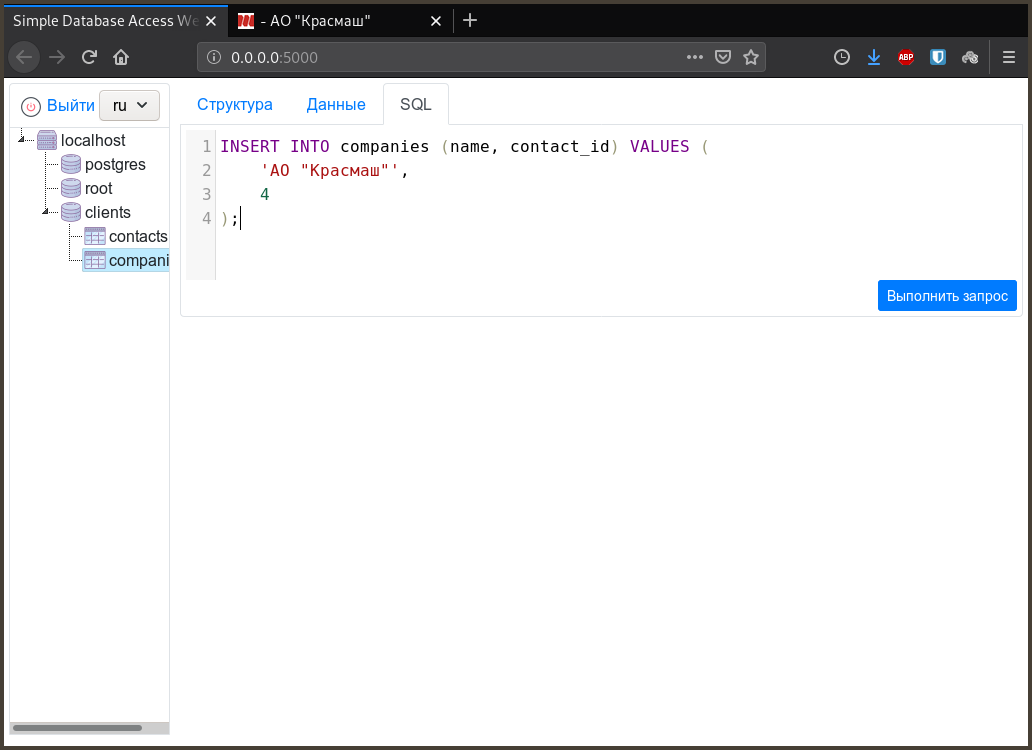 Simple Database Access We
- АО "Красмаш"
0.0.0.0:5000
ABP
Выйти
ru
Структура
Данные
SQL
localhost
postgres
root
clients
contacts
compani
1 INSERT INTO companies (name, contact_id) VALUES (
2 'АО "Красмаш"',
3 4
4 );
Выполнить запрос